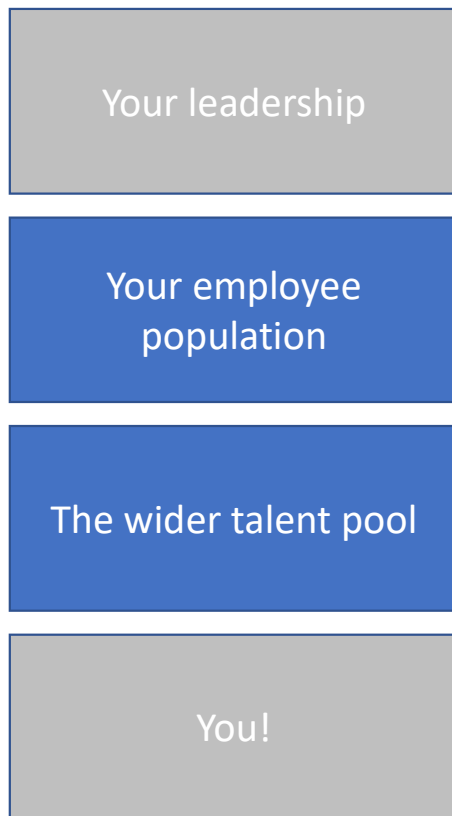 Your leadership
Your employee
population
The wider talent pool
You!